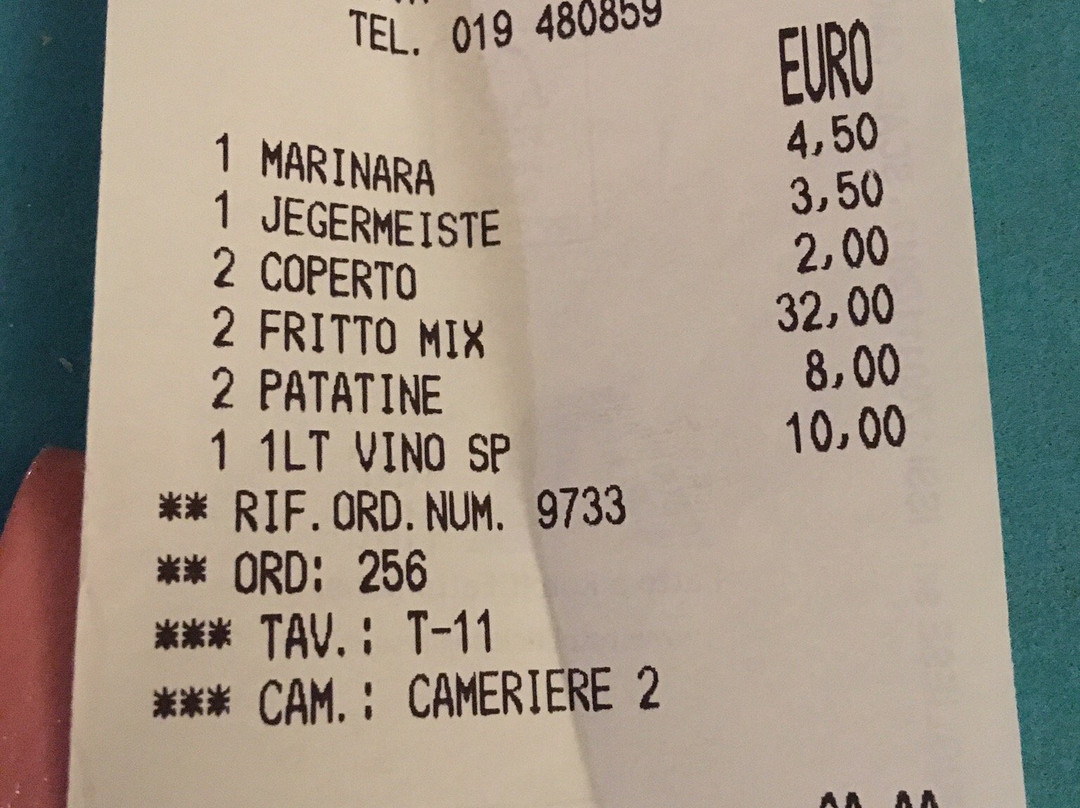 TEL. 019 480859
EURO
1 MARINARA 4,50
1 JEGERMEISTE 3,50
2 COPERTO 2,00
2 FRITTO MIX 32,00
2 PATATINE 8,00
1 1LT VINO SP 10,00
** RIF.ORD.NUM. 9733
** ORD: 256
*** TAV.: T-11
*** CAM.: CAMERIERE 2